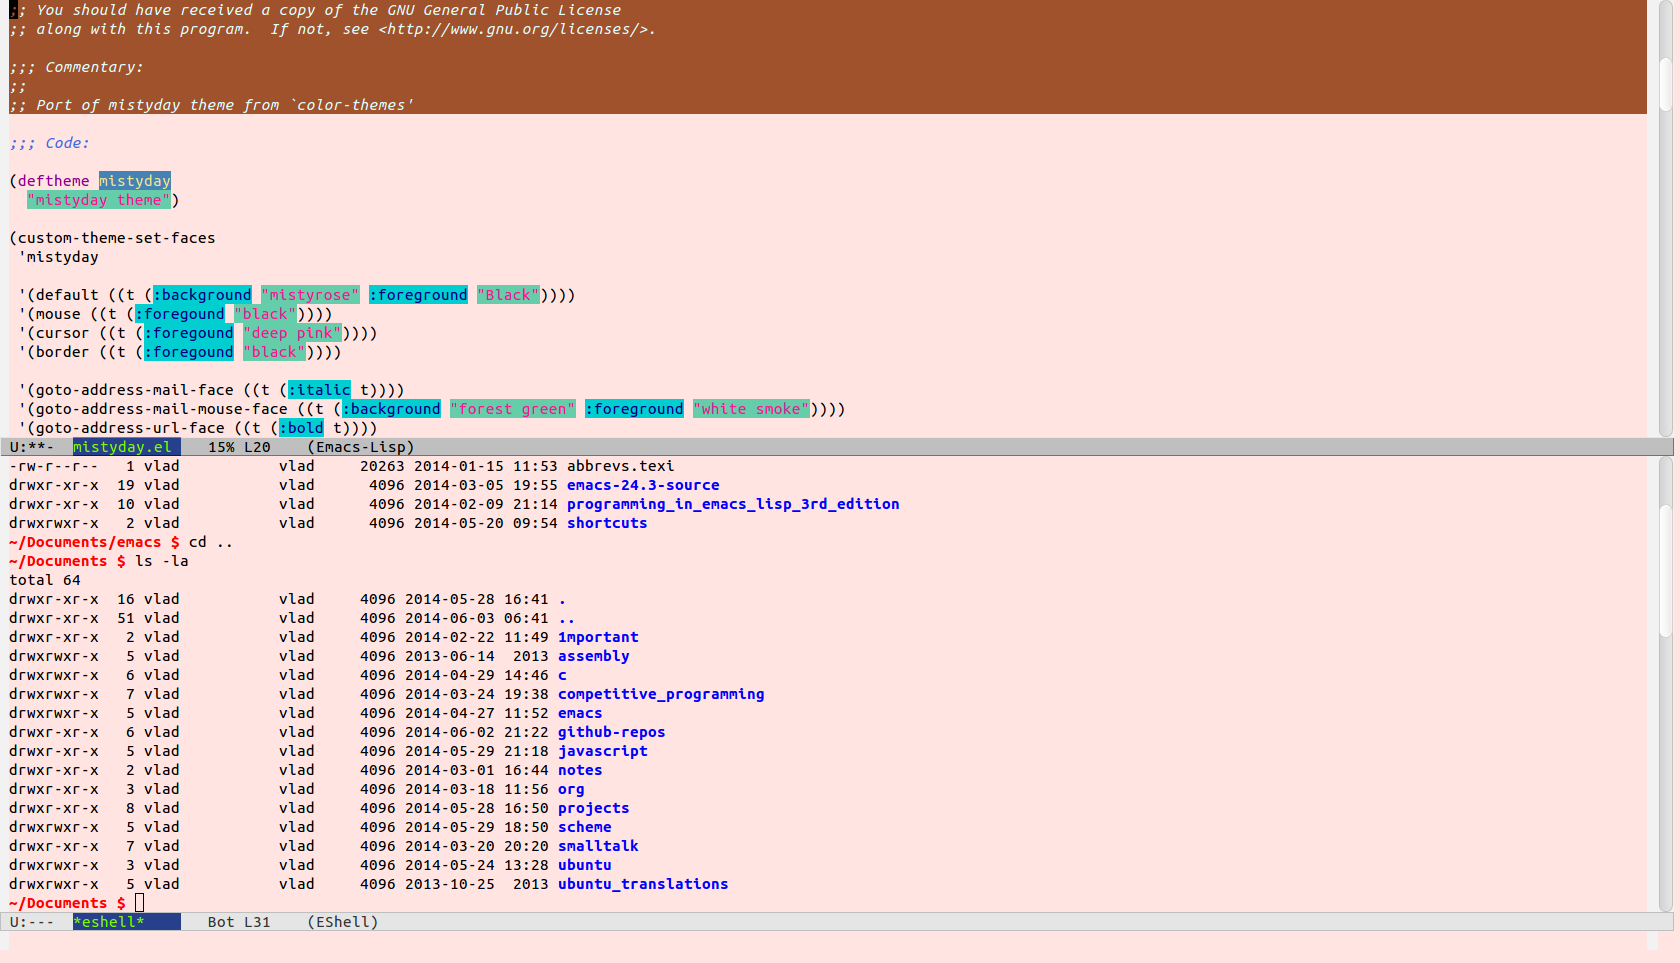 ;; You should have received a copy of the GNU General Public License
;; along with this program.  If not, see <http://www.gnu.org/licenses/>.

;;; Commentary:
;;
;; Port of mistyday theme from `color-themes'

;;; Code:

(deftheme mistyday
  "mistyday theme")

(custom-theme-set-faces
 'mistyday

 '(default ((t (:background "mistyrose" :foreground "Black"))))
 '(mouse ((t (:foregound "black"))))
 '(cursor ((t (:foregound "deep pink"))))
 '(border ((t (:foregound "black"))))

 '(goto-address-mail-face ((t (:italic t))))
 '(goto-address-mail-mouse-face ((t (:background "forest green" :foreground "white smoke"))))
 '(goto-address-url-face ((t (:bold t))))
U:**-  mistyday.el    15% L20    (Emacs-Lisp)
-rw-r--r--   1 vlad           vlad     20263 2014-01-15 11:53 abbrevs.texi
drwxr-xr-x  19 vlad           vlad      4096 2014-03-05 19:55 emacs-24.3-source
drwxr-xr-x  10 vlad           vlad      4096 2014-02-09 21:14 programming_in_emacs_lisp_3rd_edition
drwxrwxr-x   2 vlad           vlad      4096 2014-05-20 09:54 shortcuts
~/Documents/emacs $ cd ..
~/Documents $ ls -la
total 64
drwxr-xr-x  16 vlad           vlad     4096 2014-05-28 16:41 .
drwxr-xr-x  51 vlad           vlad     4096 2014-06-03 06:41 ..
drwxr-xr-x   2 vlad           vlad     4096 2014-02-22 11:49 1mportant
drwxrwxr-x   5 vlad           vlad     4096 2013-06-14  2013 assembly
drwxr-xr-x   6 vlad           vlad     4096 2014-04-29 14:46 c
drwxrwxr-x   7 vlad           vlad     4096 2014-03-24 19:38 competitive_programming
drwxrwxr-x   5 vlad           vlad     4096 2014-04-27 11:52 emacs
drwxr-xr-x   6 vlad           vlad     4096 2014-06-02 21:22 github-repos
drwxr-xr-x   5 vlad           vlad     4096 2014-05-29 21:18 javascript
drwxr-xr-x   2 vlad           vlad     4096 2014-03-01 16:44 notes
drwxr-xr-x   3 vlad           vlad     4096 2014-03-18 11:56 org
drwxr-xr-x   8 vlad           vlad     4096 2014-05-28 16:50 projects
drwxrwxr-x   5 vlad           vlad     4096 2014-05-29 18:50 scheme
drwxrwxr-x   7 vlad           vlad     4096 2014-03-20 20:20 smalltalk
drwxrwxr-x   3 vlad           vlad     4096 2014-05-24 13:28 ubuntu
drwxrwxr-x   5 vlad           vlad     4096 2013-10-25  2013 ubuntu_translations
~/Documents $
U:---  *eshell*       Bot L31    (EShell)